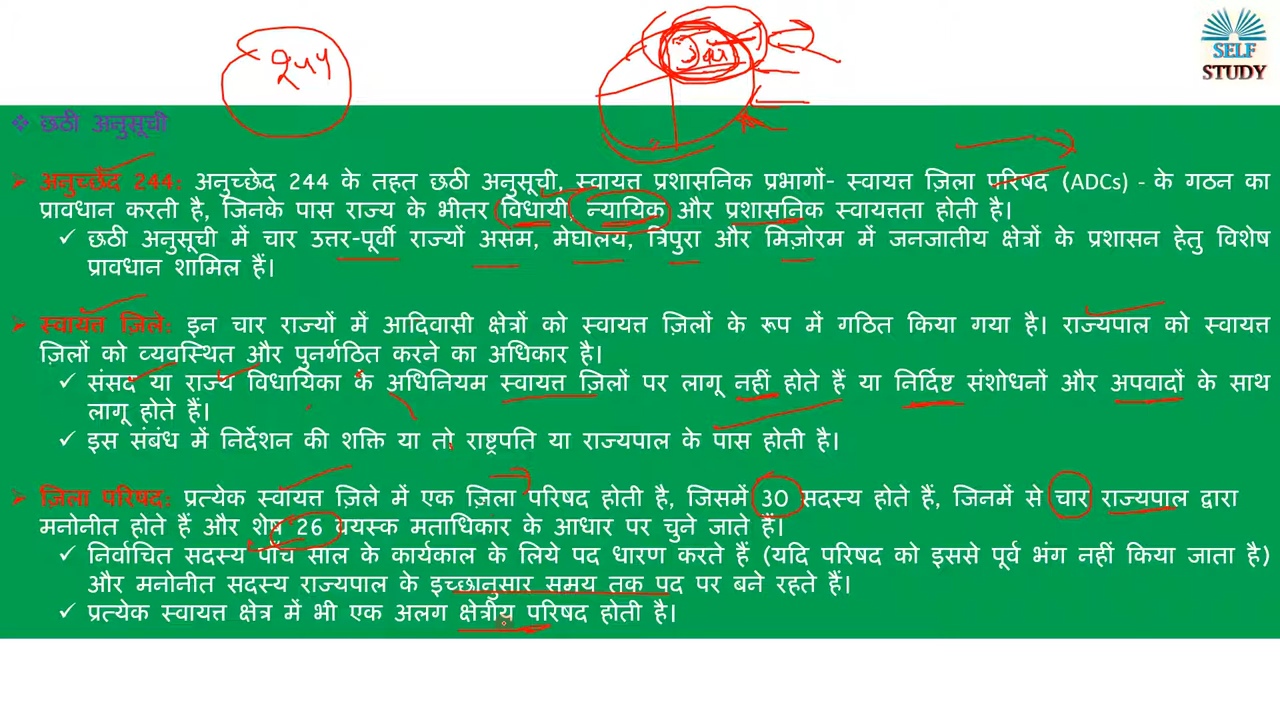 244
SELF
STUDY
❖ छठी अनुसूची
➢ अनुच्छेद 244: अनुच्छेद 244 के तहत छठी अनुसूची, स्वायत्त प्रशासनिक प्रभागों- स्वायत्त ज़िला परिषद (ADCs) - के गठन का
प्रावधान करती है, जिनके पास राज्य के भीतर विधायी, न्यायिक और प्रशासनिक स्वायत्तता होती है।
✓ छठी अनुसूची में चार उत्तर-पूर्वी राज्यों असम, मेघालय, त्रिपुरा और मिज़ोरम में जनजातीय क्षेत्रों के प्रशासन हेतु विशेष
प्रावधान शामिल हैं।
➢ स्वायत्त ज़िले: इन चार राज्यों में आदिवासी क्षेत्रों को स्वायत्त ज़िलों के रूप में गठित किया गया है। राज्यपाल को स्वायत्त
ज़िलों को व्यवस्थित और पुनर्गठित करने का अधिकार है।
✓ संसद या राज्य विधायिका के अधिनियम स्वायत्त ज़िलों पर लागू नहीं होते हैं या निर्दिष्ट संशोधनों और अपवादों के साथ
लागू होते हैं।
✓ इस संबंध में निर्देशन की शक्ति या तो राष्ट्रपति या राज्यपाल के पास होती है।
➢ ज़िला परिषद: प्रत्येक स्वायत्त ज़िले में एक ज़िला परिषद होती है, जिसमें 30 सदस्य होते हैं, जिनमें से चार राज्यपाल द्वारा
मनोनीत होते हैं और शेष 26 वयस्क मताधिकार के आधार पर चुने जाते हैं।
✓ निर्वाचित सदस्य पाँच साल के कार्यकाल के लिये पद धारण करते हैं (यदि परिषद को इससे पूर्व भंग नहीं किया जाता है)
और मनोनीत सदस्य राज्यपाल के इच्छानुसार समय तक पद पर बने रहते हैं।
✓ प्रत्येक स्वायत्त क्षेत्र में भी एक अलग क्षेत्रीय परिषद होती है।